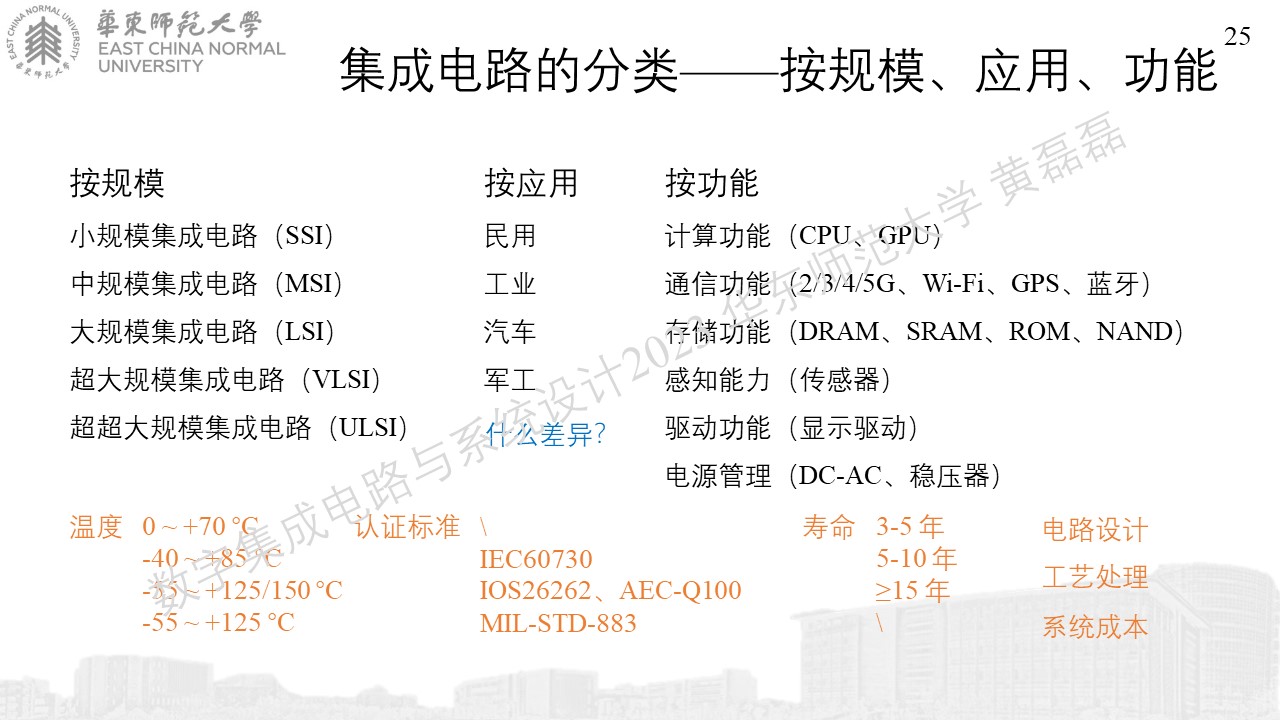 華東師範大學
EAST CHINA NORMAL
UNIVERSITY
25
集成电路的分类——按规模、应用、功能
按规模
小规模集成电路（SSI）
中规模集成电路（MSI）
大规模集成电路（LSI）
超大规模集成电路（VLSI）
超超大规模集成电路（ULSI）
按应用
民用
工业
汽车
军工
什么差异?
按功能
计算功能（CPU、GPU）
通信功能（2/3/4/5G、Wi-Fi、GPS、蓝牙）
存储功能（DRAM、SRAM、ROM、NAND）
感知能力（传感器）
驱动功能（显示驱动）
电源管理（DC-AC、稳压器）
温度 0 ~ +70 °C
-40 ~ +85 °C
-55 ~ +125/150 °C
-55 ~ +125 °C
认证标准 \
IEC60730
IOS26262、AEC-Q100
MIL-STD-883
寿命 3-5 年
5-10 年
≥15 年
\
电路设计
工艺处理
系统成本
数字集成电路与系统设计2023 华东师范大学 黄磊磊
EAST CHINA NORMAL UNIVERSITY
華東师范大学